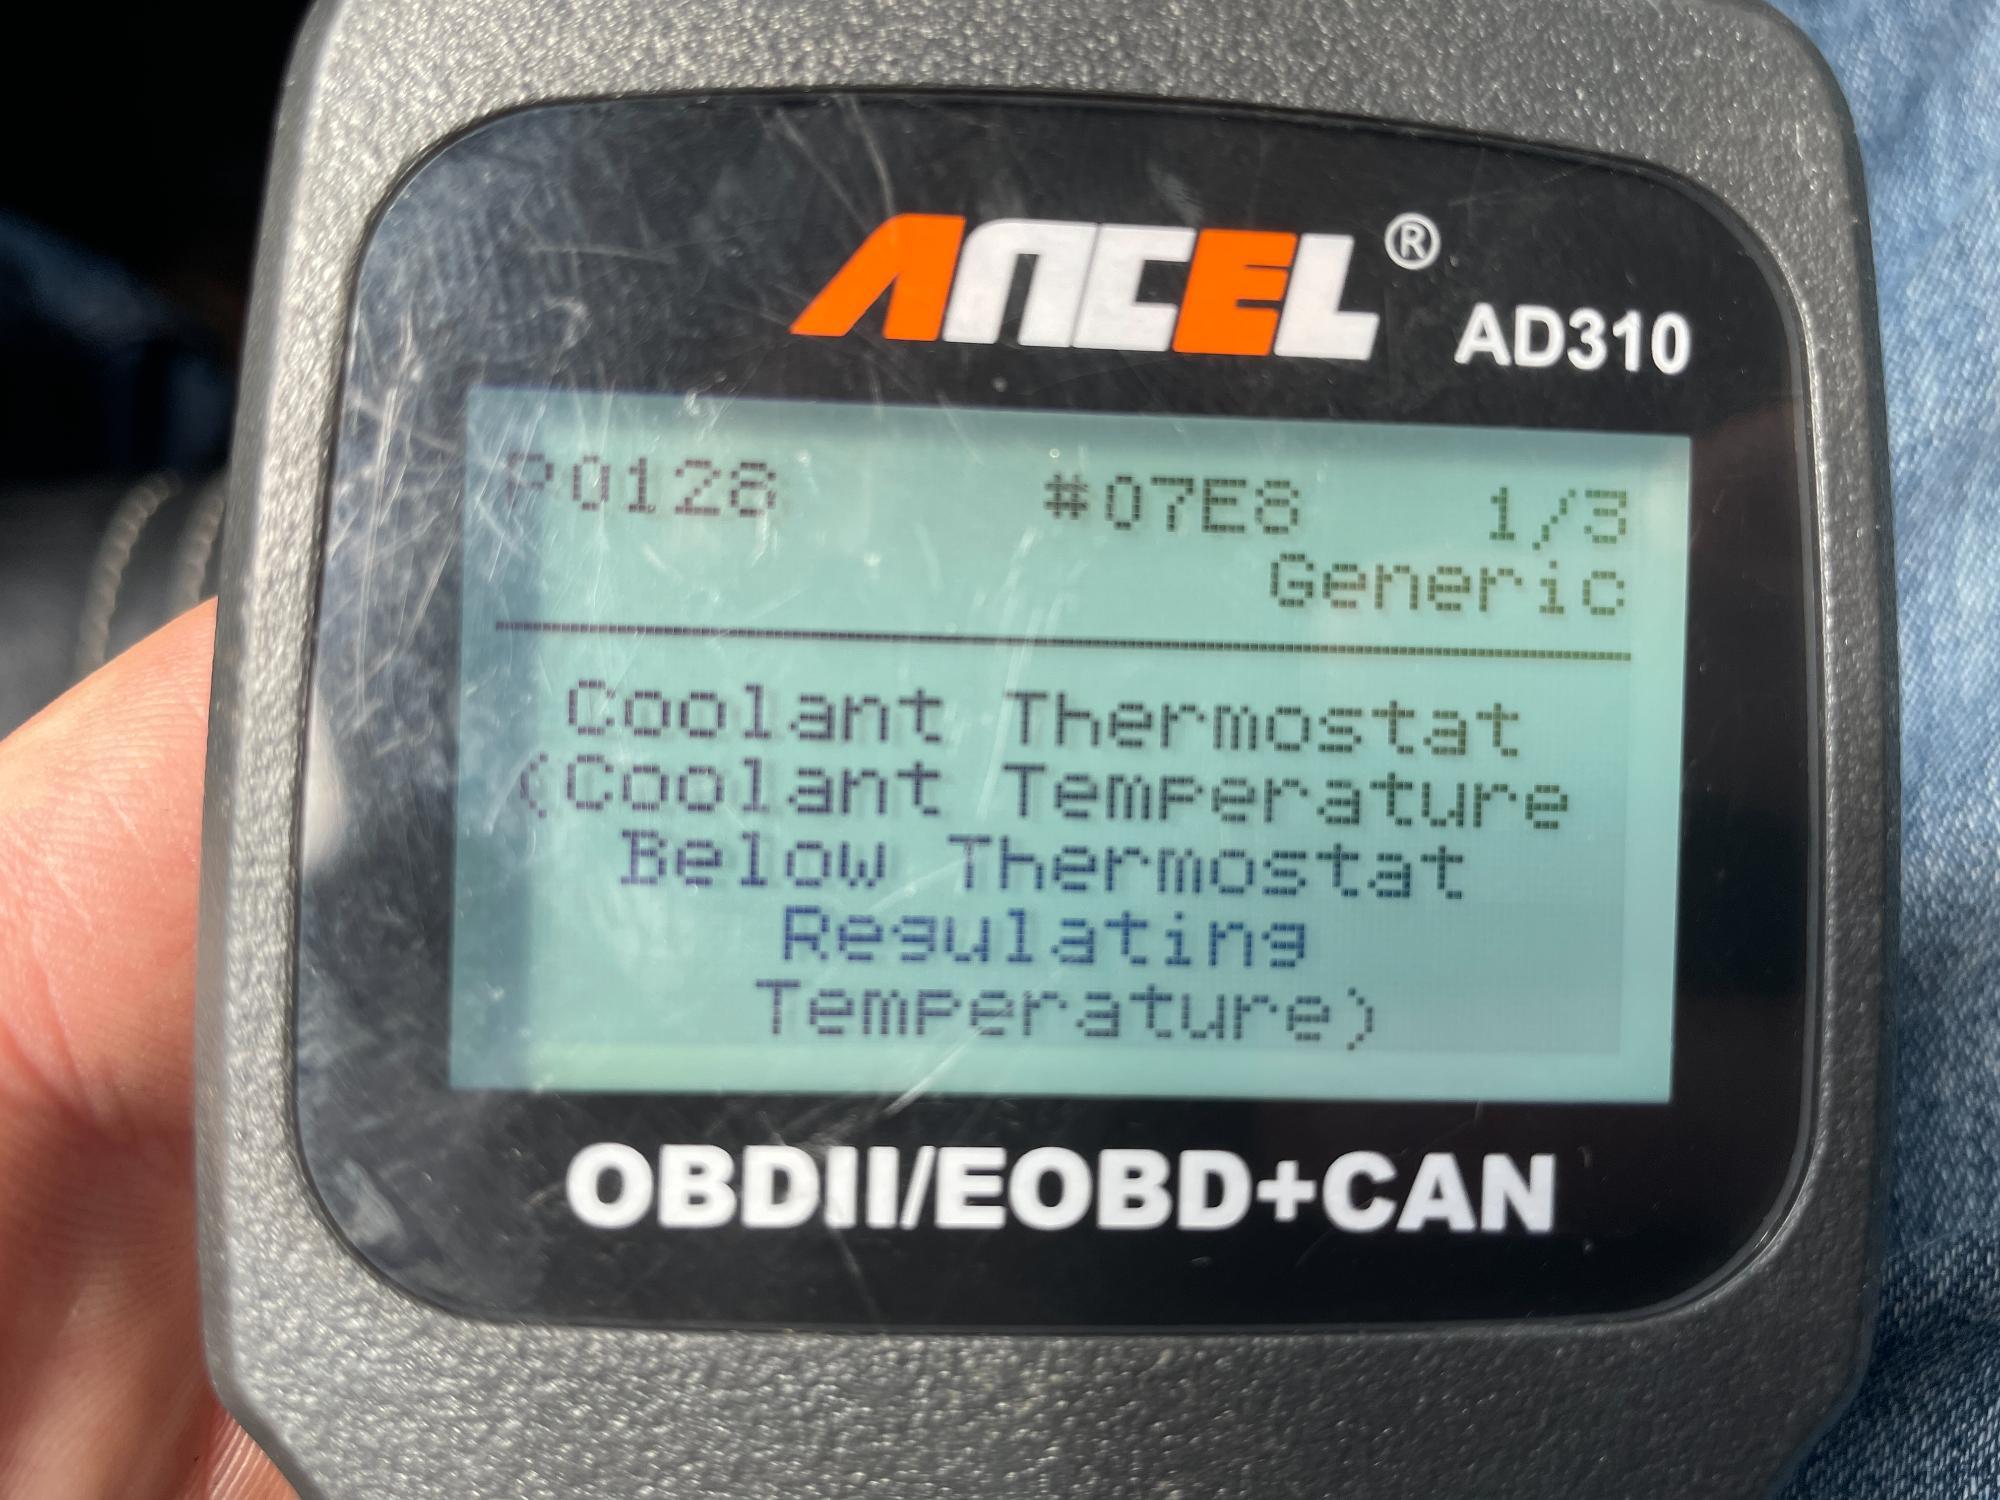 ANCEL®
AD310
P0128 #07E8 1/3
Generic
Coolant Thermostat
(Coolant Temperature
Below Thermostat
Regulating
Temperature)
OBDII/EOBD+CAN